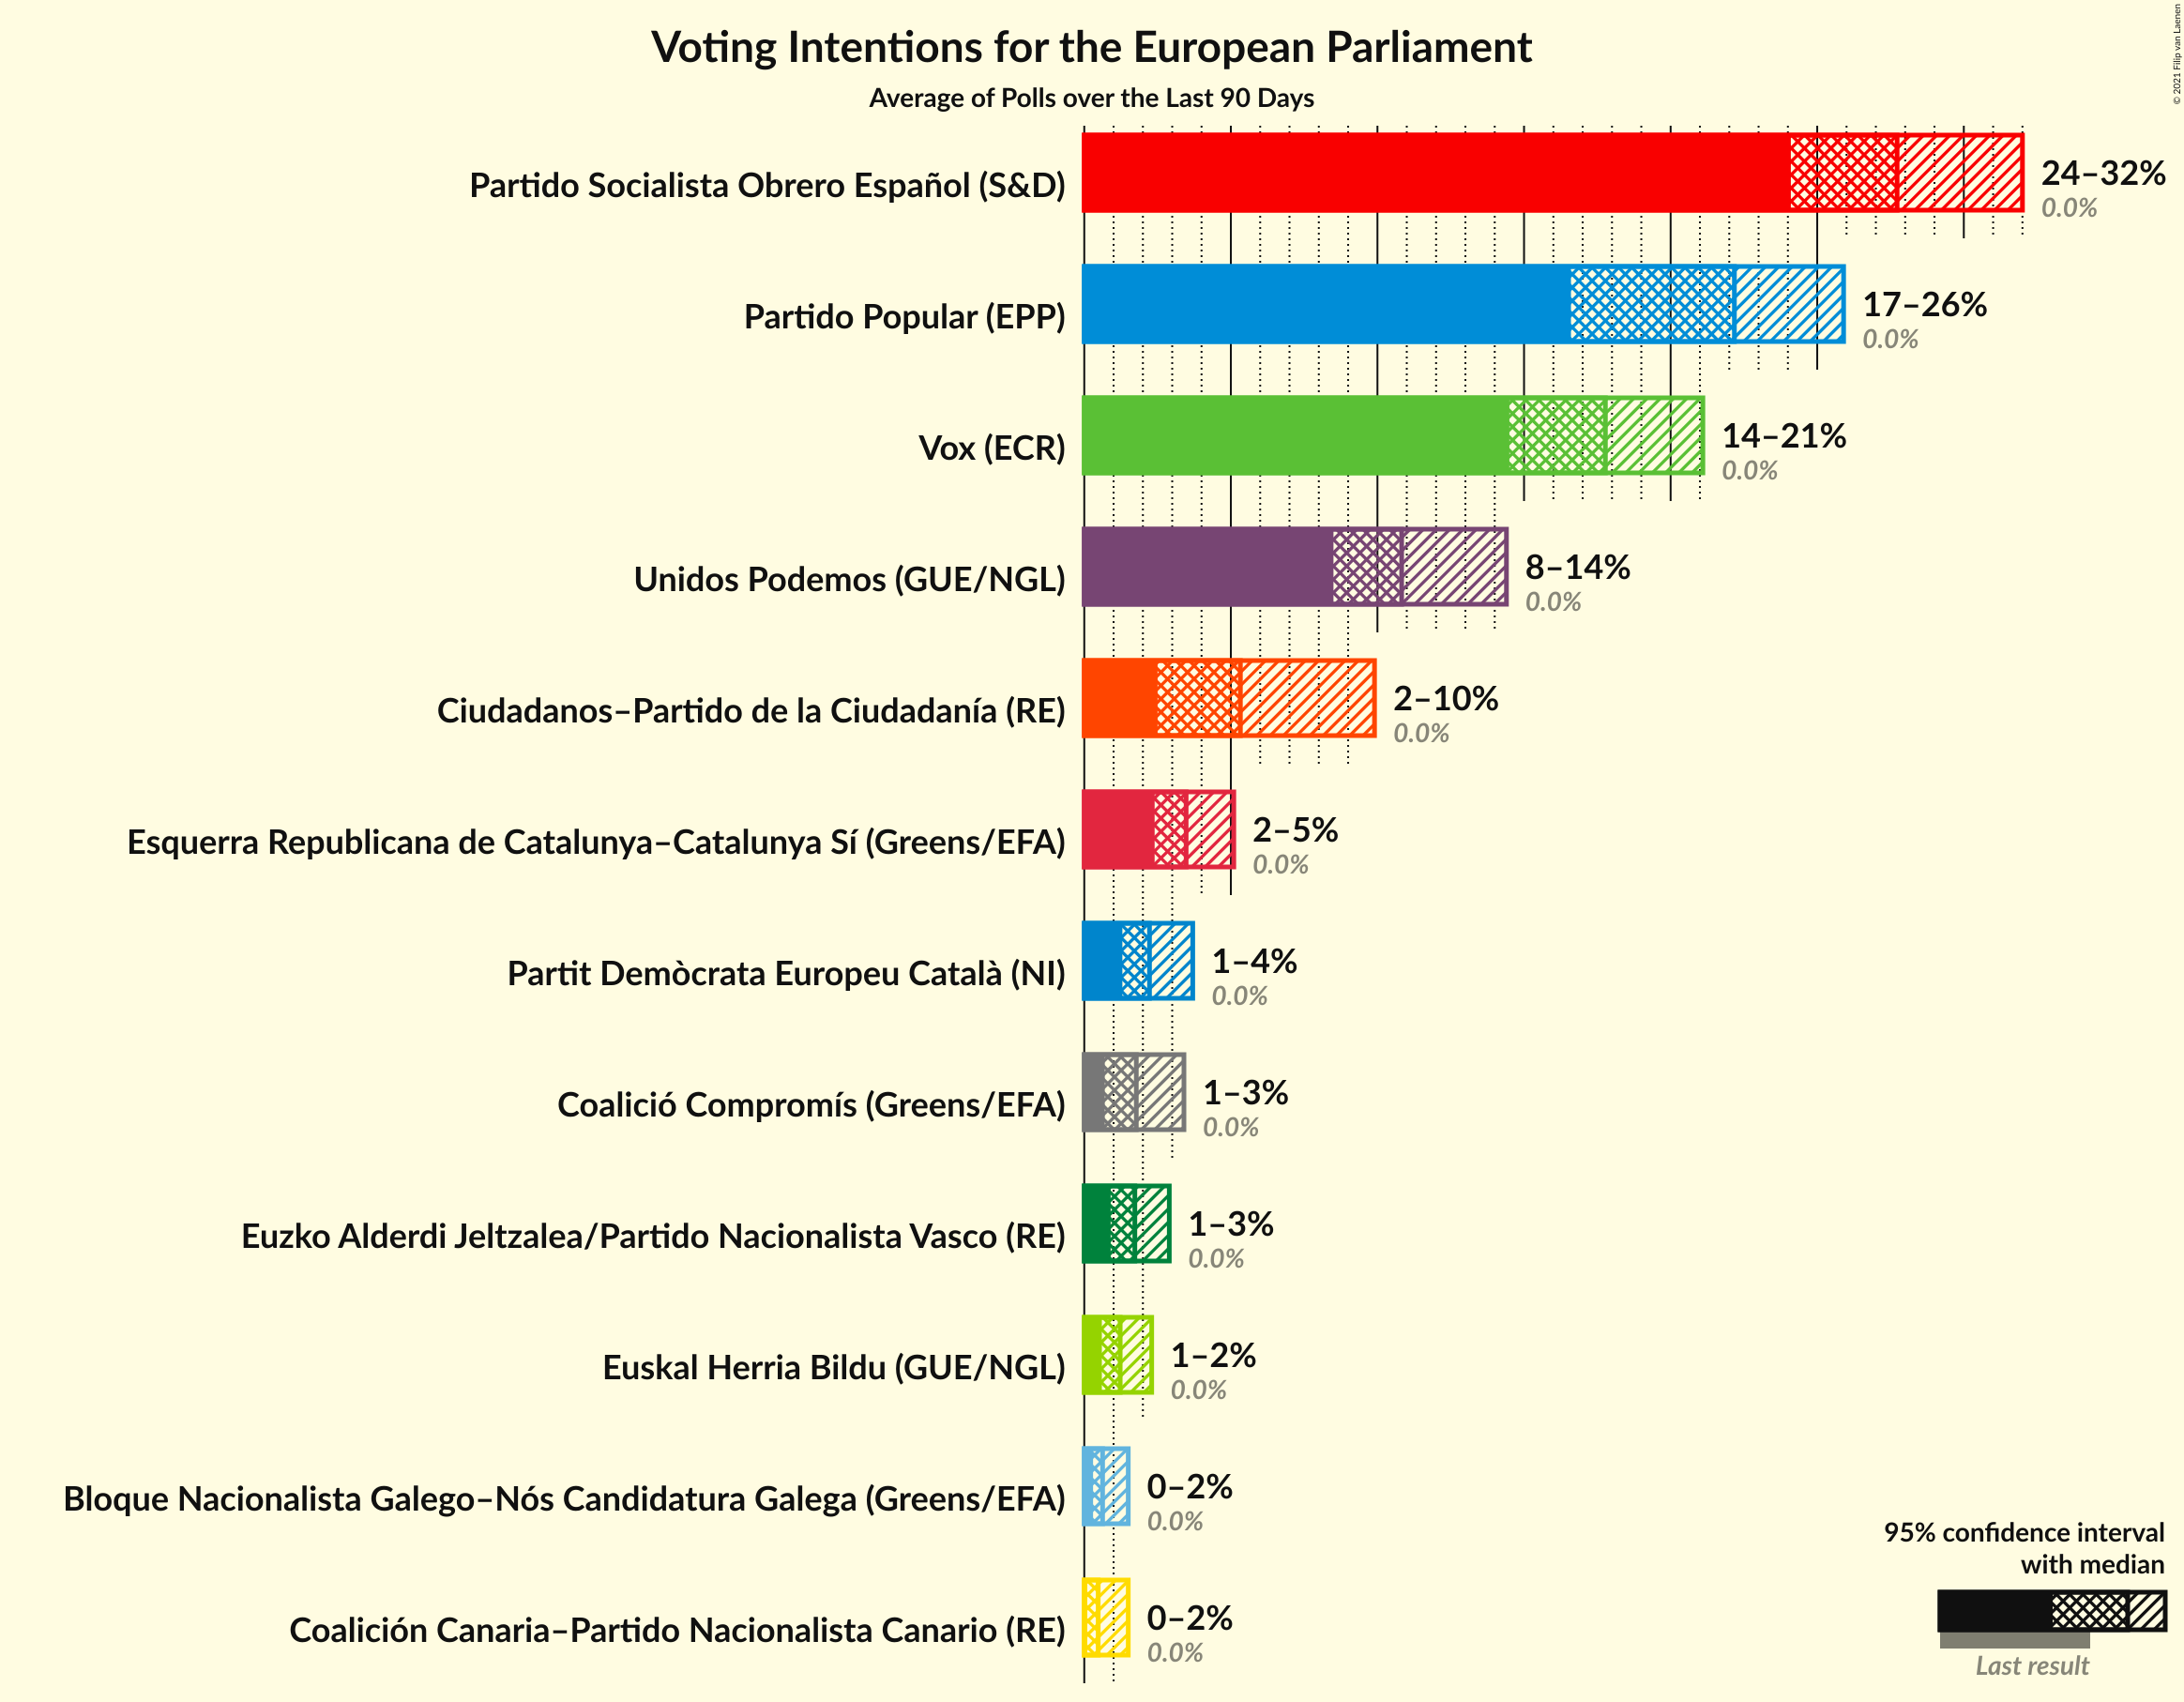 © 2021 Filip van Laenen
Voting Intentions for the European Parliament
Average of Polls over the Last 90 Days
Partido Socialista Obrero Español (S&D)
24–32%
0.0%
Partido Popular (EPP)
17–26%
0.0%
Vox (ECR)
14–21%
0.0%
Unidos Podemos (GUE/NGL)
8–14%
0.0%
Ciudadanos–Partido de la Ciudadanía (RE)
2–10%
0.0%
Esquerra Republicana de Catalunya–Catalunya Sí (Greens/EFA)
2–5%
0.0%
Partit Demòcrata Europeu Català (NI)
1–4%
0.0%
Coalició Compromís (Greens/EFA)
1–3%
0.0%
Euzko Alderdi Jeltzalea/Partido Nacionalista Vasco (RE)
1–3%
0.0%
Euskal Herria Bildu (GUE/NGL)
1–2%
0.0%
Bloque Nacionalista Galego–Nós Candidatura Galega (Greens/EFA)
0–2%
0.0%
Coalición Canaria–Partido Nacionalista Canario (RE)
0–2%
0.0%
95% confidence interval
with median
Last result